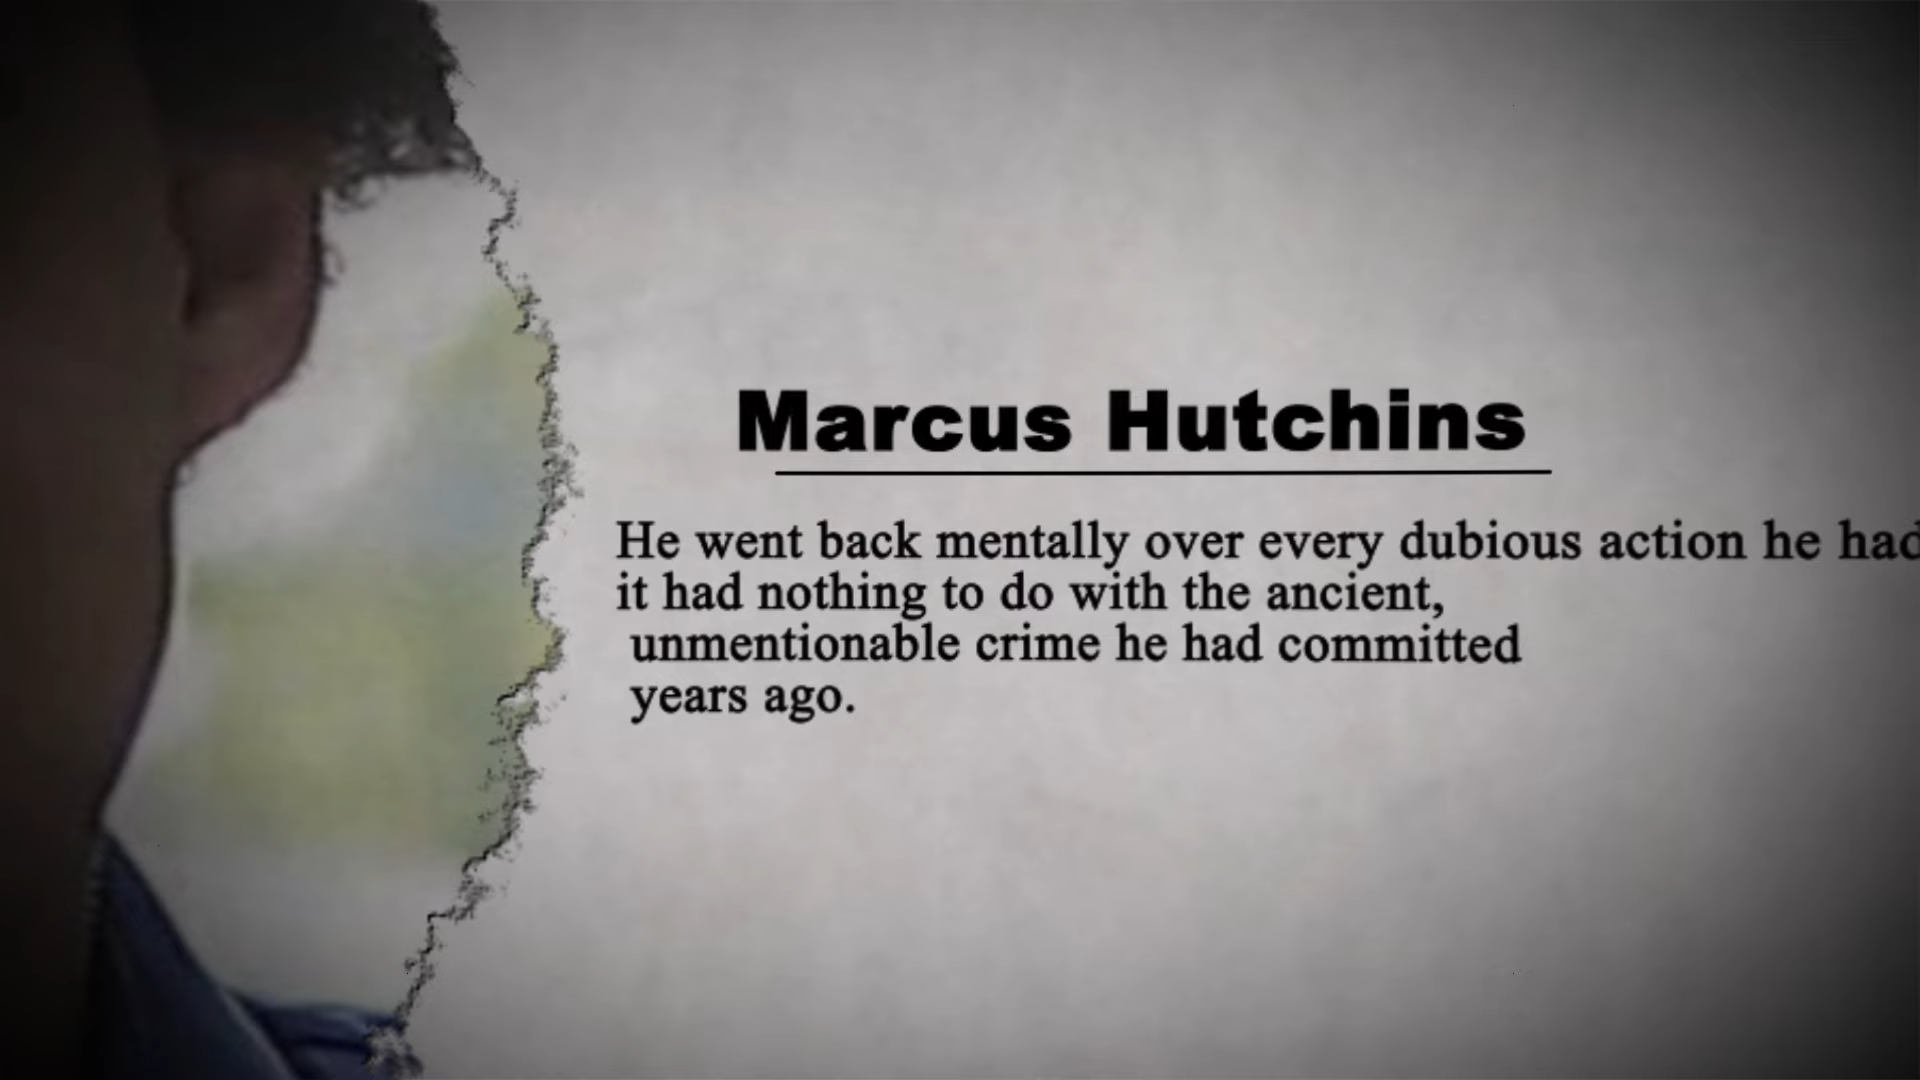 Marcus Hutchins
He went back mentally over every dubious action he had
it had nothing to do with the ancient,
unmentionable crime he had committed
years ago.